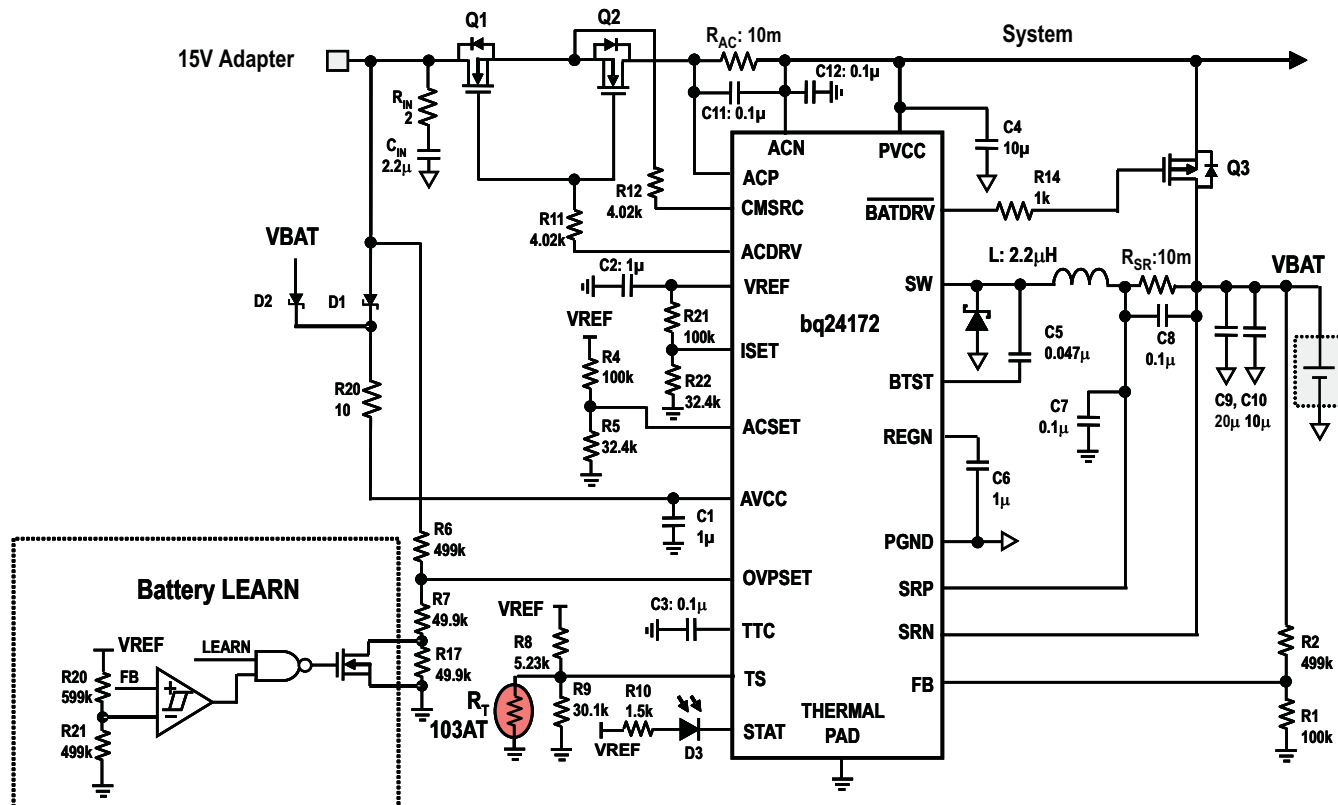 Q1
Q2
15V Adapter
R_AC: 10m
System
R_IN
2
C_IN
2.2μ
C12: 0.1μ
C11: 0.1μ
C4
10μ
ACN
PVCC
ACP
R12
4.02k
CMSRC
R11
4.02k
ACDRV
BATDRV
R14
1k
Q3
VBAT
D2
D1
C2: 1μ
VREF
VREF
R21
100k
R4
100k
ISET
R22
32.4k
R5
32.4k
ACSET
bq24172
SW
L: 2.2μH
R_SR:10m
VBAT
C5
0.047μ
C8
0.1μ
BTST
C7
0.1μ
C9, C10
20μ 10μ
REGN
C6
1μ
R20
10
AVCC
C1
1μ
PGND
R6
499k
OVPSET
SRP
Battery LEARN
R7
49.9k
C3: 0.1μ
TTC
SRN
VREF
LEARN
R17
49.9k
VREF
R8
5.23k
R2
499k
R20
599k
FB
TS
FB
R_T
103AT
R9
30.1k
R10
1.5k
R21
499k
VREF
D3
STAT
THERMAL
PAD
R1
100k